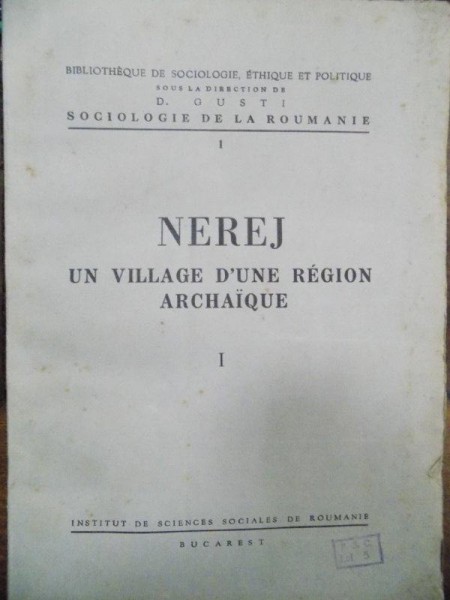 BIBLIOTHÈQUE DE SOCIOLOGIE, ÉTHIQUE ET POLITIQUE
SOUS LA DIRECTION DE
D. GUSTI
SOCIOLOGIE DE LA ROUMANIE
I
NEREJ
UN VILLAGE D'UNE RÉGION
ARCHAÏQUE
I
INSTITUT DE SCIENCES SOCIALES DE ROUMANIE
BUCAREST